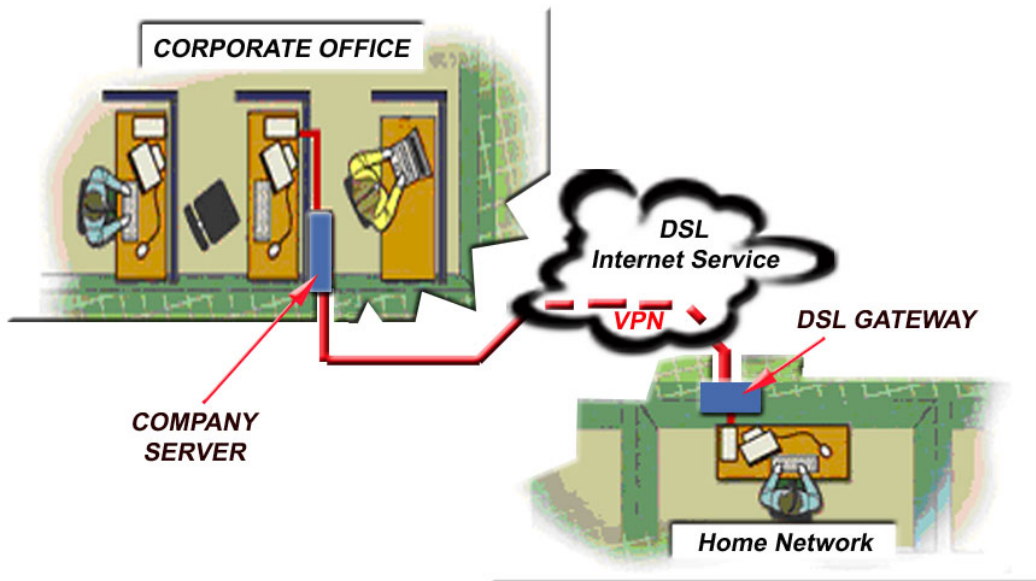 CORPORATE OFFICE
DSL
Internet Service
VPN
DSL GATEWAY
COMPANY
SERVER
Home Network